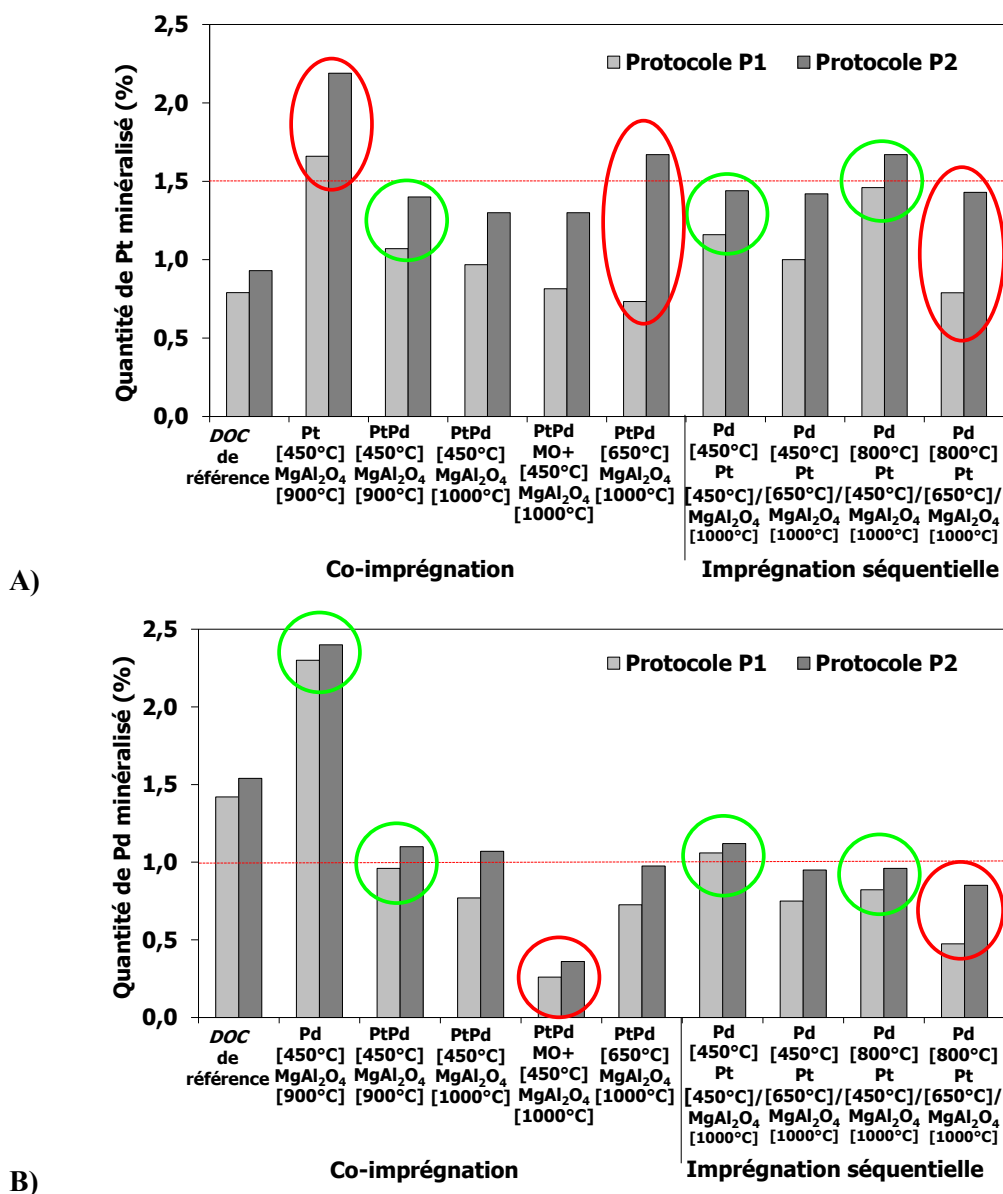 2,5
2,0
1,5
1,0
0,5
0,0
Quantité de Pt minéralisé (%)
Protocole P1
Protocole P2
DOC
de
référence
Pt
[450°C]
MgAl₂O₄
[900°C]
PtPd
[450°C]
MgAl₂O₄
[900°C]
PtPd
[450°C]
MgAl₂O₄
[1000°C]
PtPd
MO+
[450°C]
MgAl₂O₄
[1000°C]
PtPd
[650°C]
MgAl₂O₄
[1000°C]
Pd
[450°C]
Pt
[450°C]/
MgAl₂O₄
[1000°C]
Pd
[450°C]
Pt
[650°C]/
MgAl₂O₄
[1000°C]
Pd
[800°C]
Pt
[450°C]/
MgAl₂O₄
[1000°C]
Pd
[800°C]
Pt
[650°C]/
MgAl₂O₄
[1000°C]
Co-imprégnation
Imprégnation séquentielle
A)
2,5
2,0
1,5
1,0
0,5
0,0
Quantité de Pd minéralisé (%)
Protocole P1
Protocole P2
DOC
de
référence
Pd
[450°C]
MgAl₂O₄
[900°C]
PtPd
[450°C]
MgAl₂O₄
[900°C]
PtPd
[450°C]
MgAl₂O₄
[1000°C]
PtPd
MO+
[450°C]
MgAl₂O₄
[1000°C]
PtPd
[650°C]
MgAl₂O₄
[1000°C]
Pd
[450°C]
Pt
[450°C]/
MgAl₂O₄
[1000°C]
Pd
[450°C]
Pt
[650°C]/
MgAl₂O₄
[1000°C]
Pd
[800°C]
Pt
[450°C]/
MgAl₂O₄
[1000°C]
Pd
[800°C]
Pt
[650°C]/
MgAl₂O₄
[1000°C]
Co-imprégnation
Imprégnation séquentielle
B)